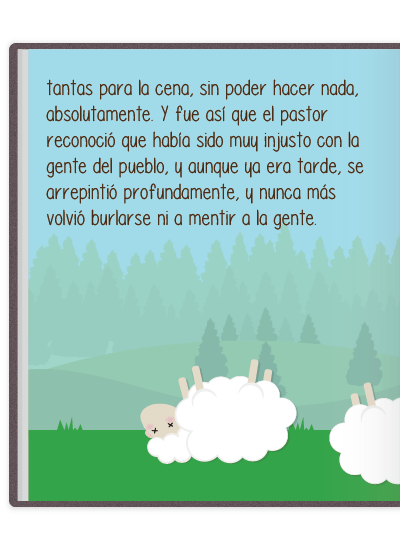 tantas para la cena, sin poder hacer nada,
absolutamente. Y fue así que el pastor
reconoció que había sido muy injusto con la
gente del pueblo, y aunque ya era tarde, se
arrepintió profundamente, y nunca más
volvió burlarse ni a mentir a la gente.